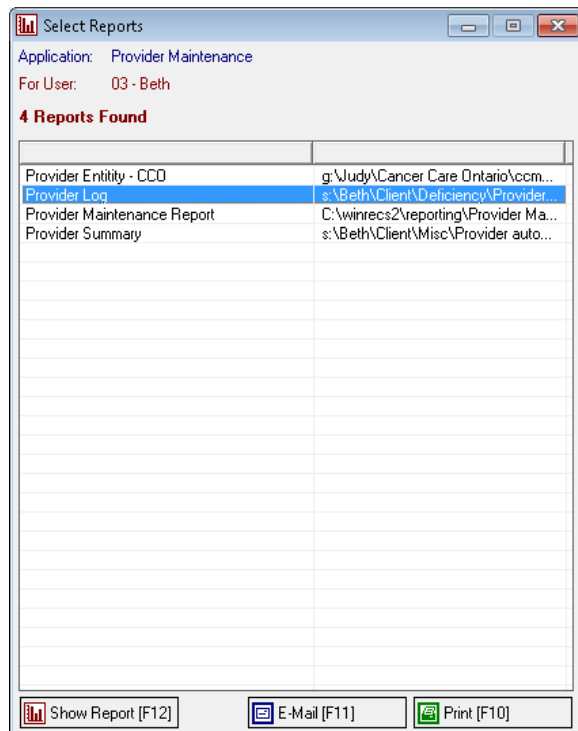 Select Reports
Application: Provider Maintenance
For User: 03 - Beth
4 Reports Found
Provider Entitity - CCO g:\Judy\Cancer Care Ontario\ccm...
Provider Log s:\Beth\Client\Deficiency\Provider...
Provider Maintenance Report C:\winrecs2\reporting\Provider Ma...
Provider Summary s:\Beth\Client\Misc\Provider auto...
Show Report [F12] E-Mail [F11] Print [F10]